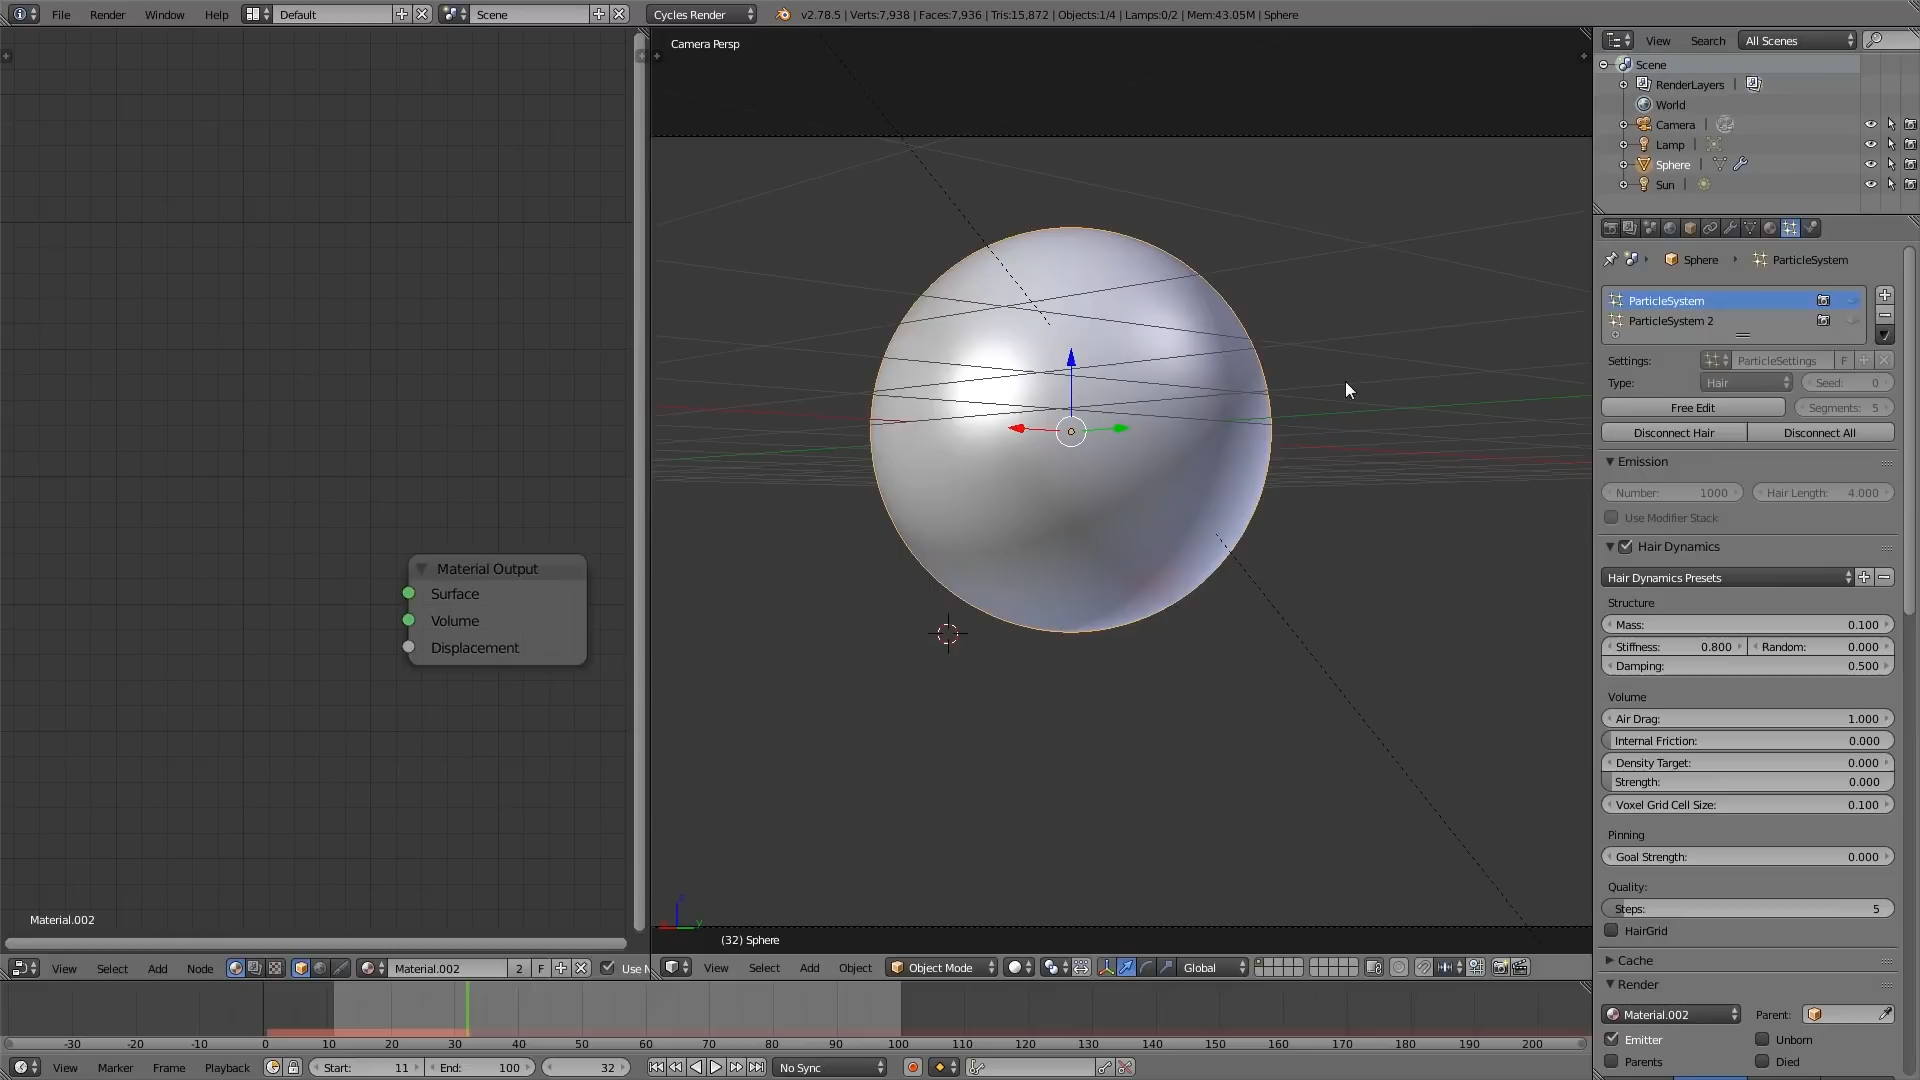 File Render Window Help Default Scene Cycles Render v2.78.5 | Verts:7,938 | Faces:7,936 | Tris:15,872 | Objects:1/4 | Lamps:0/2 | Mem:43.05M | Sphere
Camera Persp
Material Output
Surface
Volume
Displacement
Material.002
(32) Sphere
View Select Add Node Material.002 2 F Use N
View Select Add Object Object Mode Global
-30 -20 -10 0 10 20 30 40 50 60 70 80 90 100 110 120 130 140 150 160 170 180 190 200
View Marker Frame Playback Start: 11 End: 100 32 No Sync
View Search All Scenes
Scene
RenderLayers
World
Camera
Lamp
Sphere
Sun
Sphere ParticleSystem
ParticleSystem
ParticleSystem 2
Settings: ParticleSettings F
Type: Hair Seed: 0
Free Edit Segments: 5
Disconnect Hair Disconnect All
Emission
Number: 1000 Hair Length: 4.000
Use Modifier Stack
Hair Dynamics
Hair Dynamics Presets
Structure
Mass: 0.100
Stiffness: 0.800 Random: 0.000
Damping: 0.500
Volume
Air Drag: 1.000
Internal Friction: 0.000
Density Target: 0.000
Strength: 0.000
Voxel Grid Cell Size: 0.100
Pinning
Goal Strength: 0.000
Quality:
Steps: 5
HairGrid
Cache
Render
Material.002 Parent:
Emitter Unborn
Parents Died